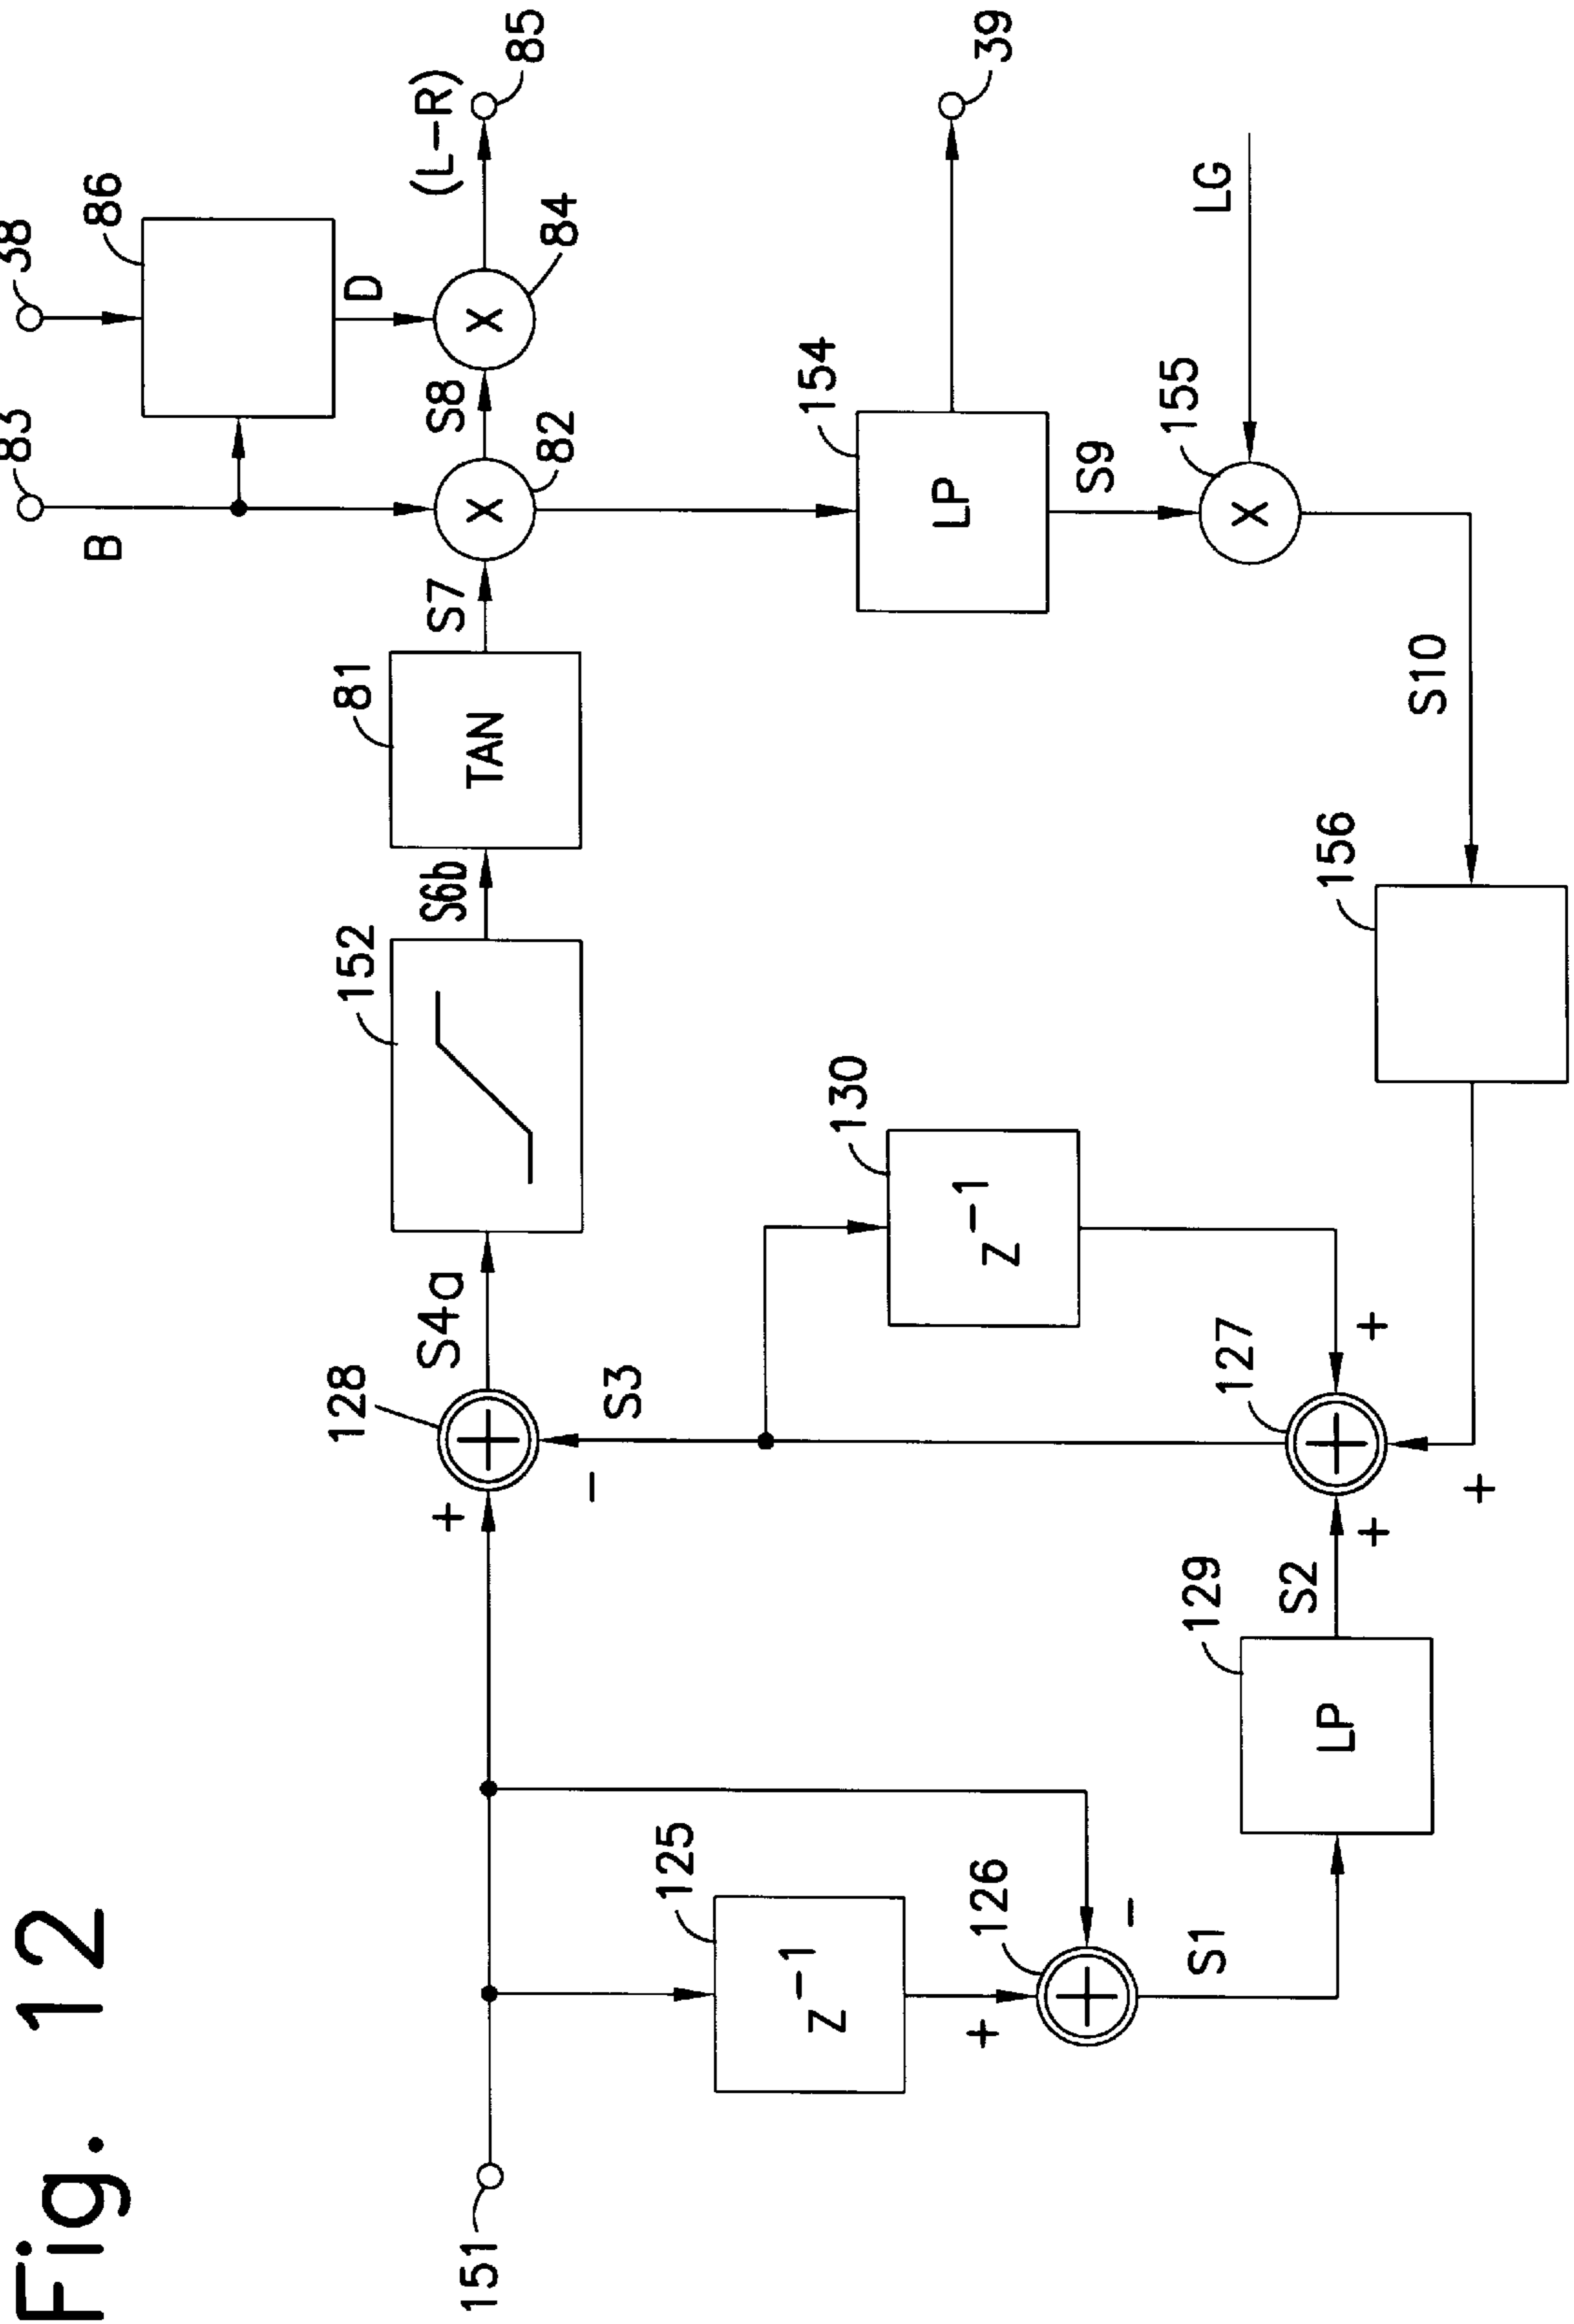 Fig. 12
83
38
B
86
D
(L-R)
85
128
152
81
S4a
S6b
TAN
S7
X
S8
X
82
84
+
-
S3
151
125
z-1
130
z-1
154
LP
39
126
+
-
S1
129
LP
S2
127
+
+
+
S9
LG
155
X
S10
156